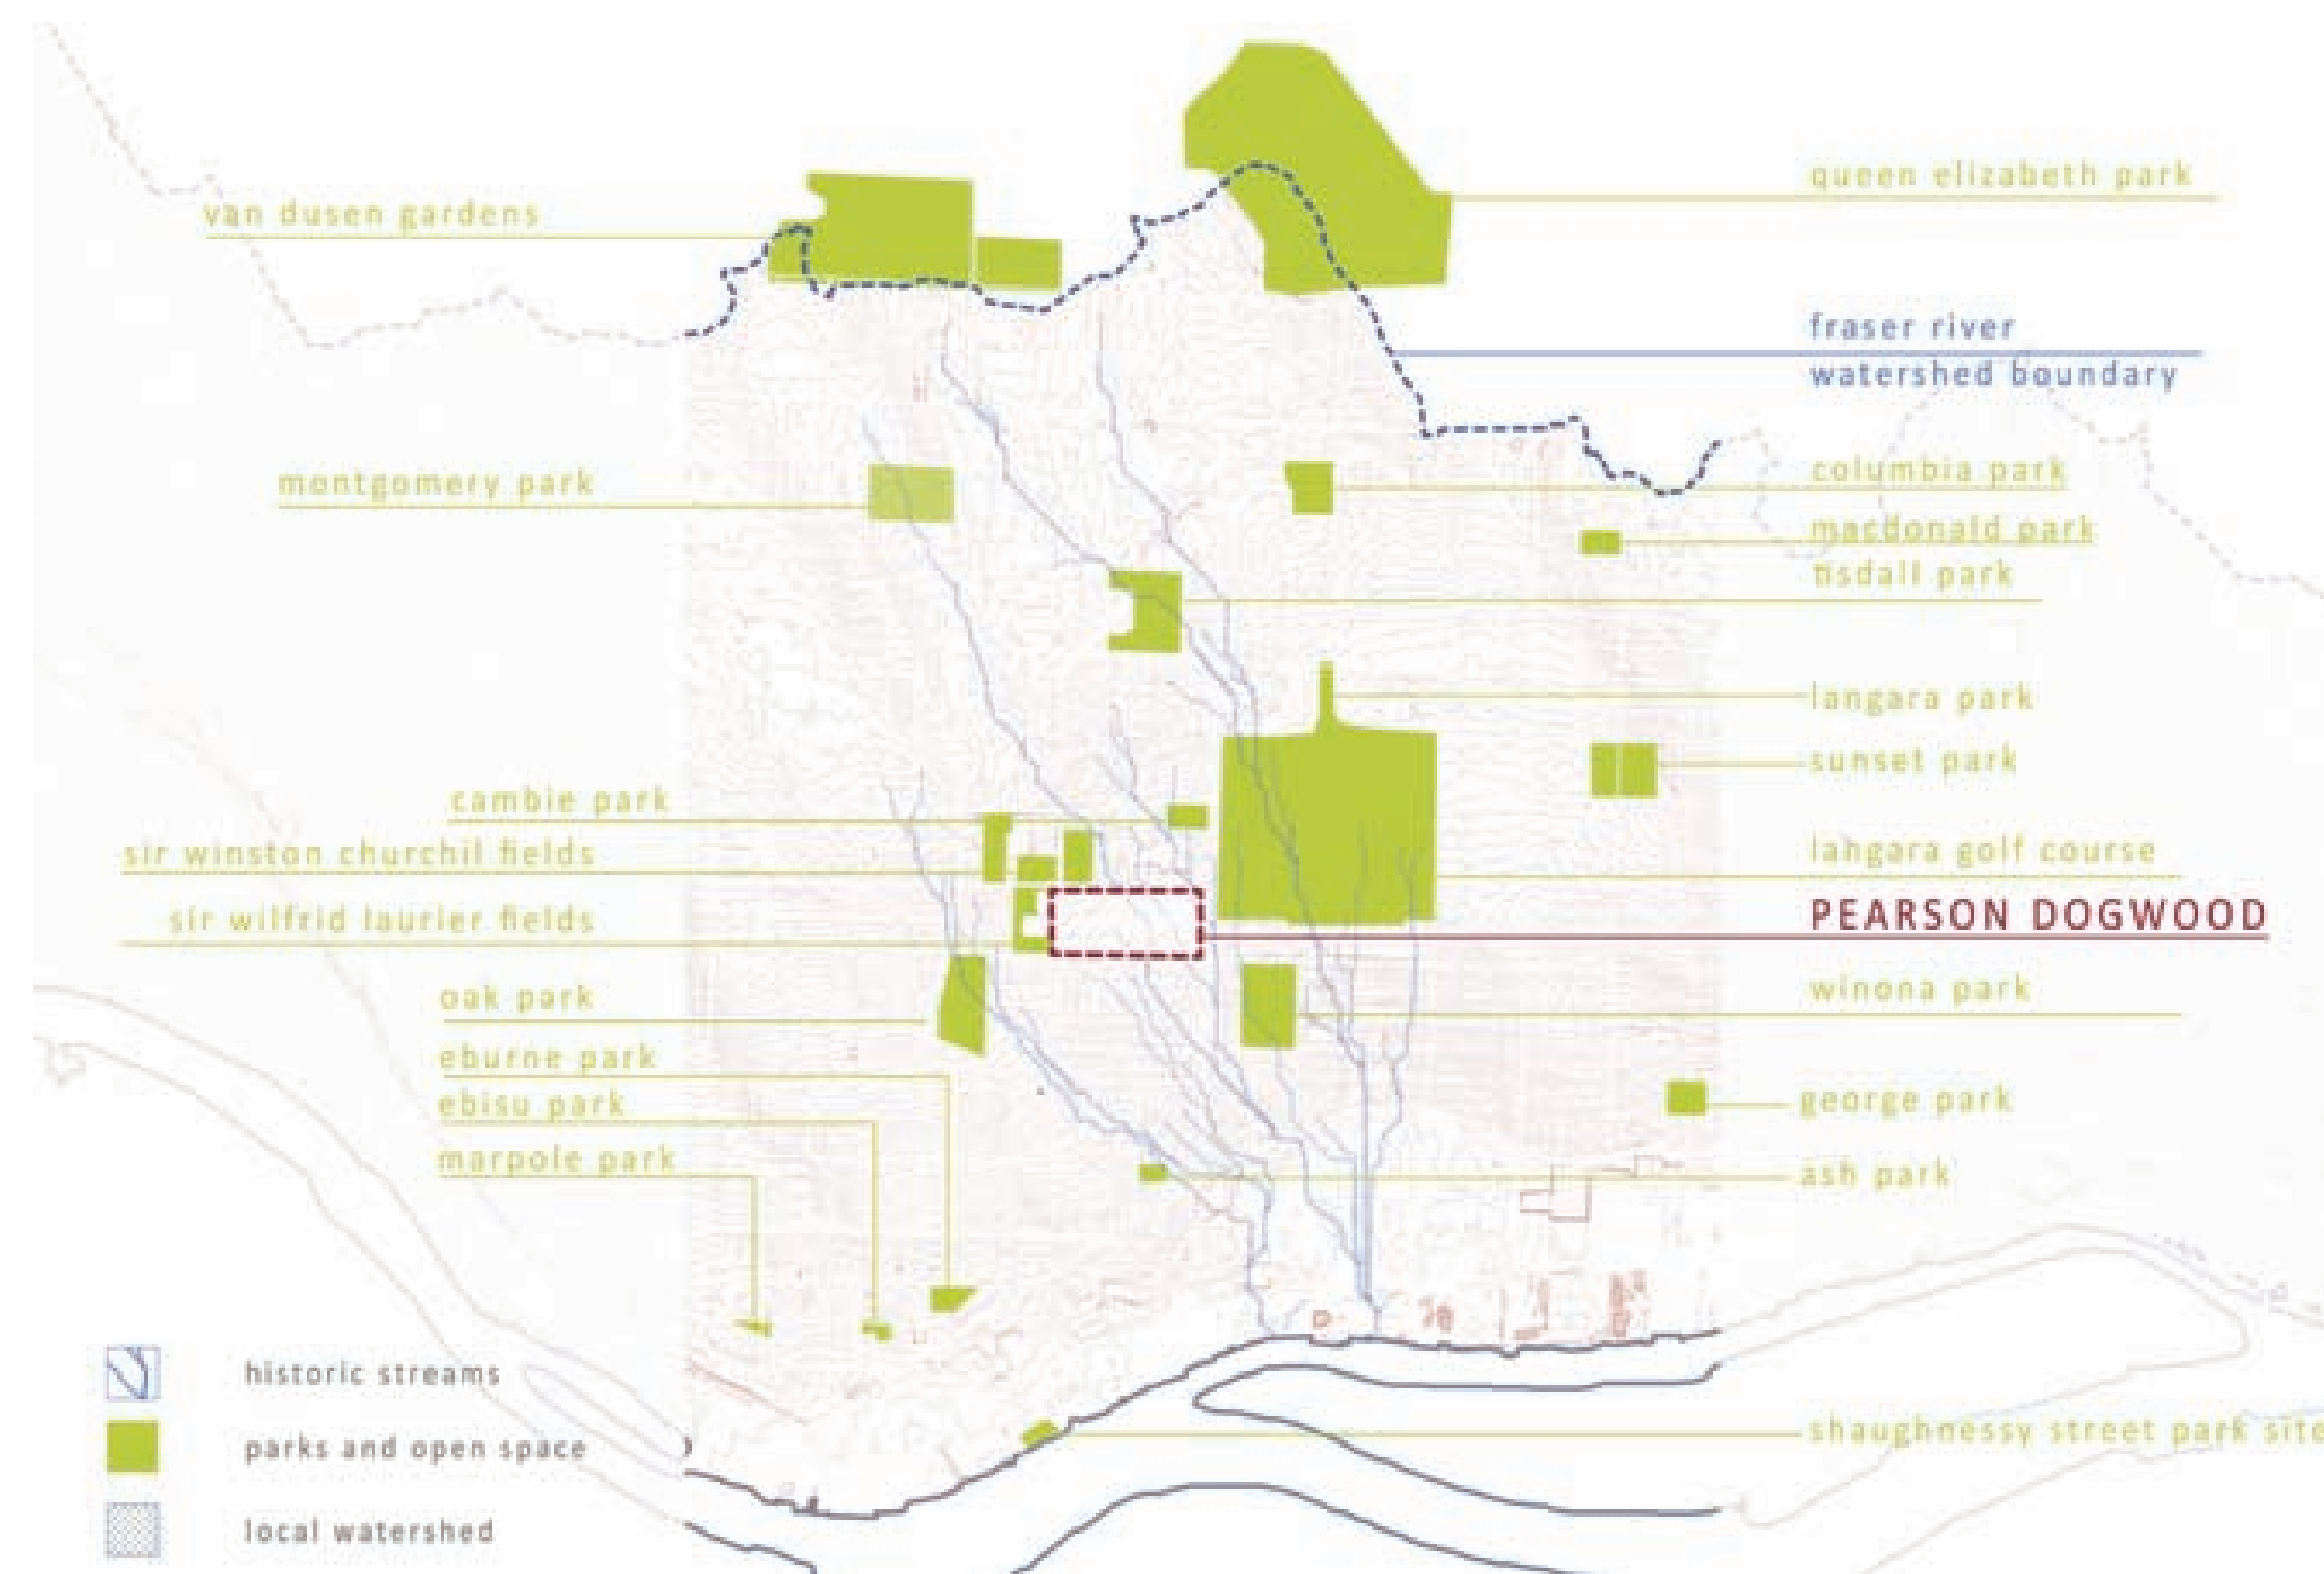 van dusen gardens
queen elizabeth park
fraser river
watershed boundary
montgomery park
columbia park
macdonald park
tisdall park
langara park
sunset park
cambie park
sir winston churchil fields
iahgara golf course
sir wilfrid laurier fields
PEARSON DOGWOOD
oak park
winona park
eburne park
ebisu park
george park
marpole park
ash park
historic streams
shaughnessy street park site
parks and open space
local watershed